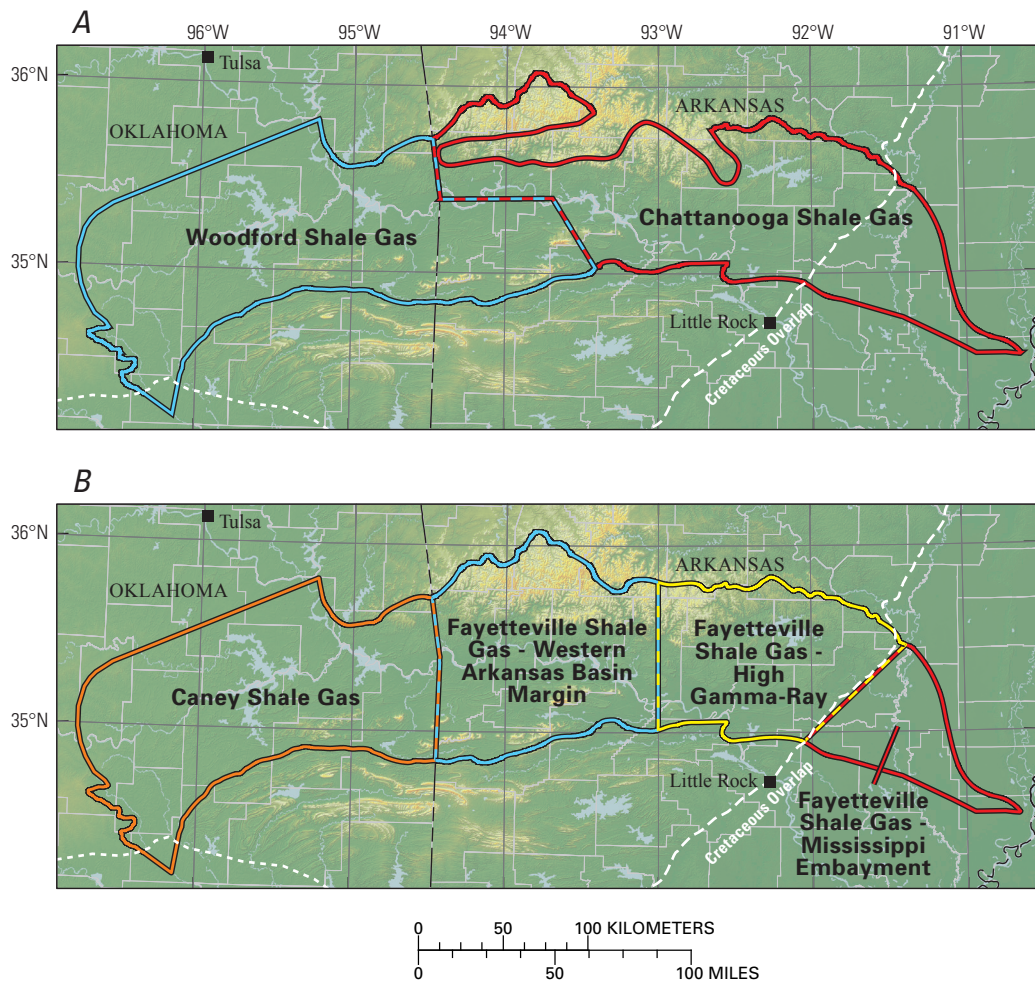 A
96°W
95°W
94°W
93°W
92°W
91°W
36°N
Tulsa
OKLAHOMA
ARKANSAS
Woodford Shale Gas
Chattanooga Shale Gas
35°N
Little Rock
Cretaceous Overlap
B
36°N
Tulsa
OKLAHOMA
ARKANSAS
Caney Shale Gas
Fayetteville Shale
Gas - Western
Arkansas Basin
Margin
Fayetteville
Shale Gas -
High
Gamma-Ray
35°N
Little Rock
Cretaceous Overlap
Fayetteville
Shale Gas -
Mississippi
Embayment
0 50 100 KILOMETERS
0 50 100 MILES